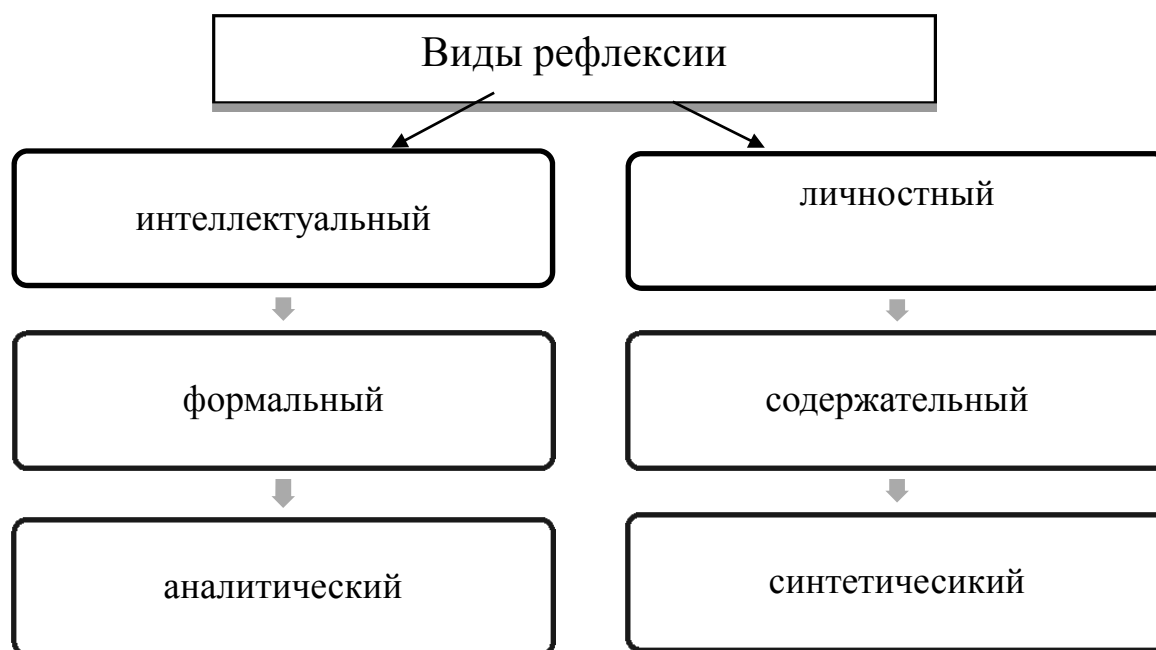 Виды рефлексии
интеллектуальный
личностный
формальный
содержательный
аналитический
синтетичесикий